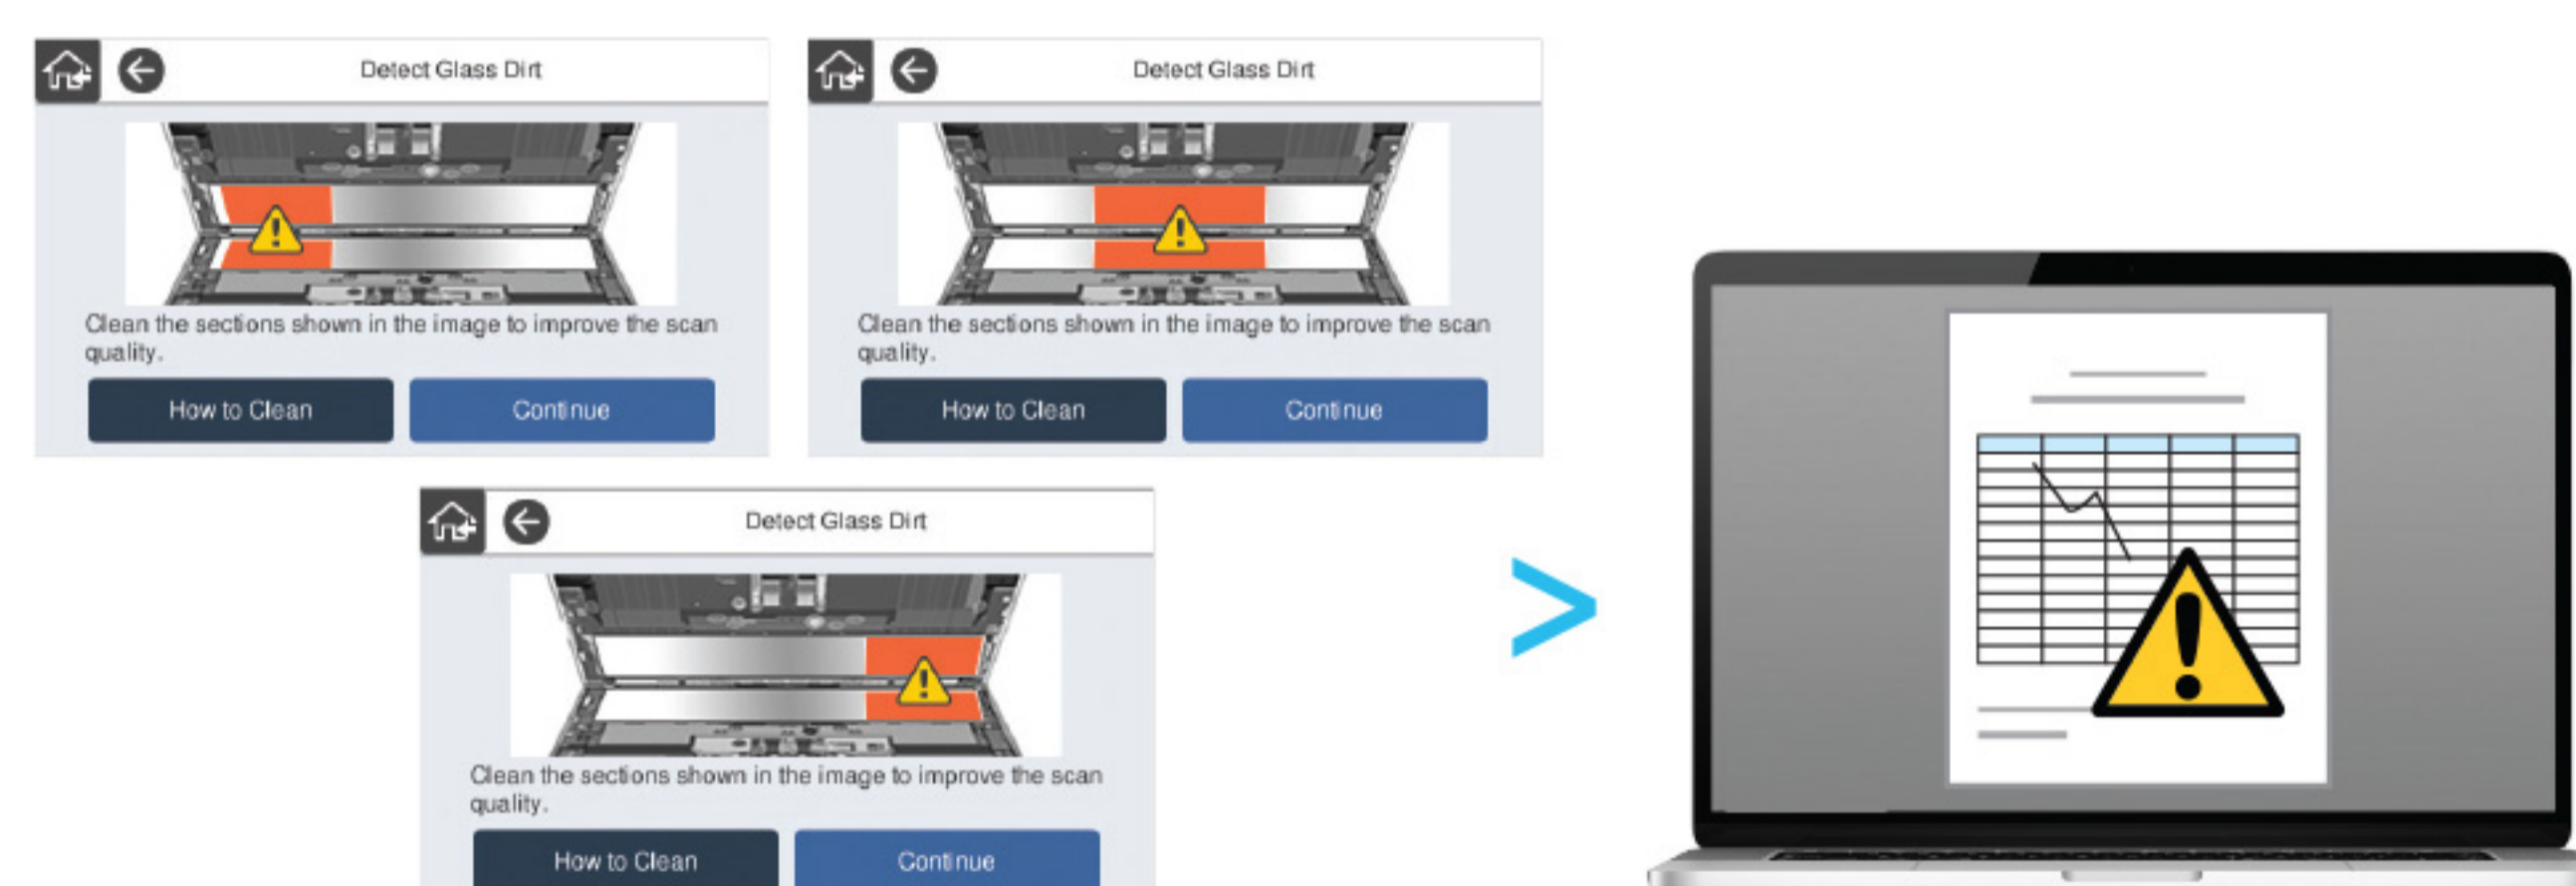 Detect Glass Dirt
Clean the sections shown in the image to improve the scan
quality.
How to Clean
Continue
Detect Glass Dirt
Clean the sections shown in the image to improve the scan
quality.
How to Clean
Continue
Detect Glass Dirt
Clean the sections shown in the image to improve the scan
quality.
How to Clean
Continue
>